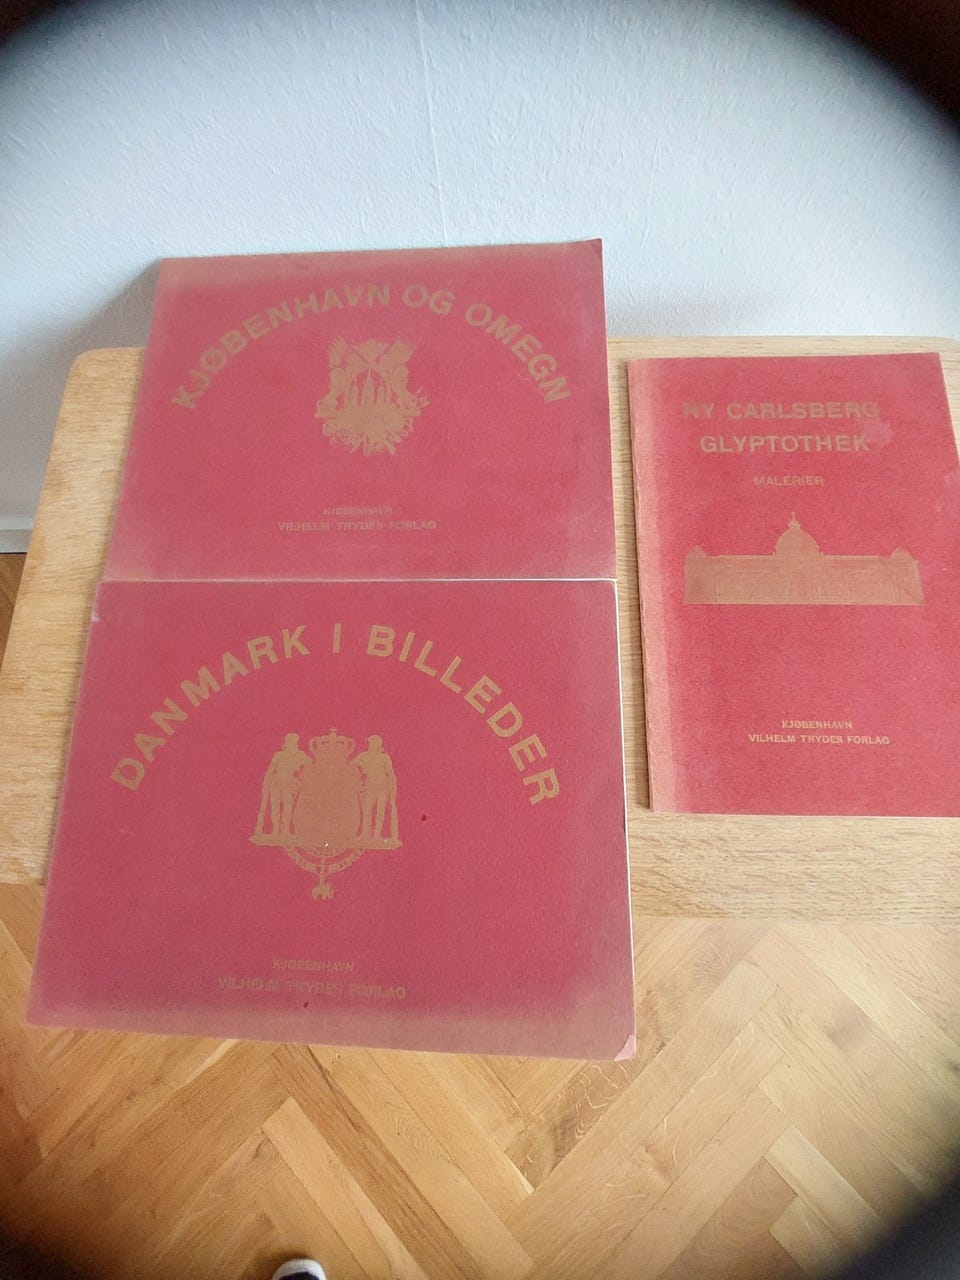 KJØBENHAVN OG OMEGN
KJØBENHAVN
VILHELM TRYDES FORLAG
DANMARK I BILLEDER
KJØBENHAVN
VILHELM TRYDES FORLAG
NY CARLSBERG
GLYPTOTHEK
MALERIER
KJØBENHAVN
VILHELM TRYDES FORLAG